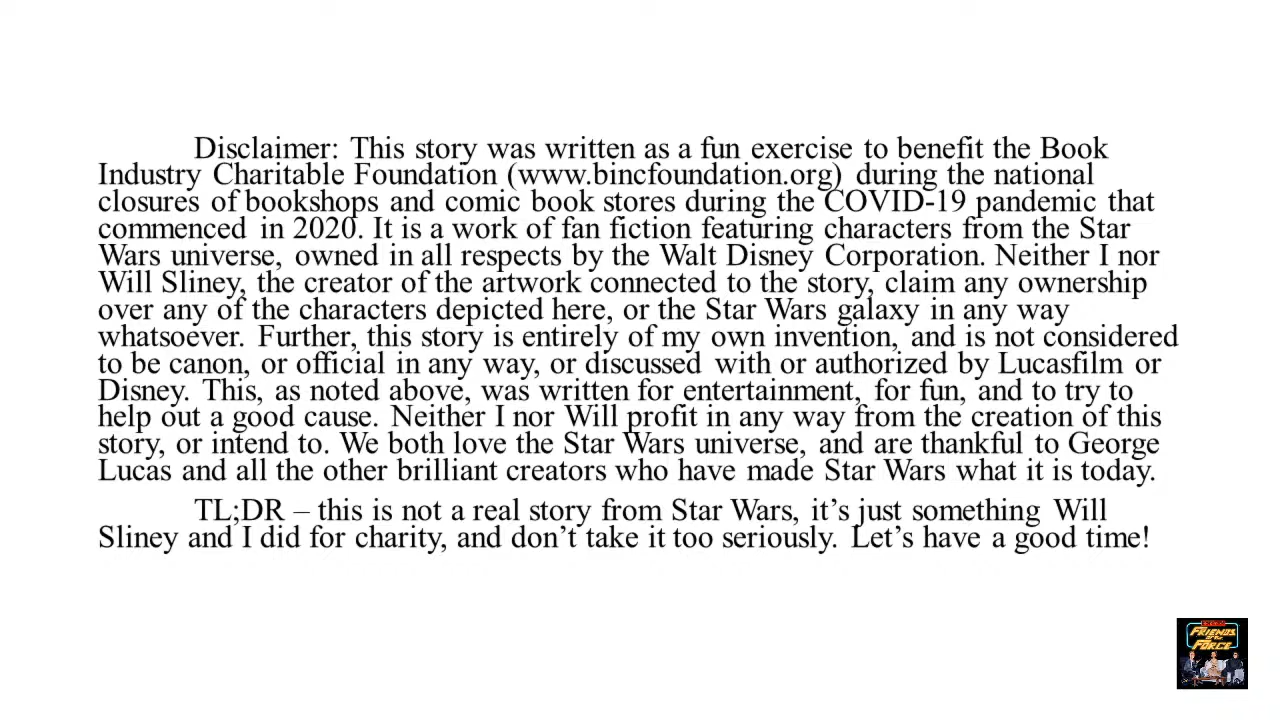 Disclaimer: This story was written as a fun exercise to benefit the Book
Industry Charitable Foundation (www.bincfoundation.org) during the national
closures of bookshops and comic book stores during the COVID-19 pandemic that
commenced in 2020. It is a work of fan fiction featuring characters from the Star
Wars universe, owned in all respects by the Walt Disney Corporation. Neither I nor
Will Sliney, the creator of the artwork connected to the story, claim any ownership
over any of the characters depicted here, or the Star Wars galaxy in any way
whatsoever. Further, this story is entirely of my own invention, and is not considered
to be canon, or official in any way, or discussed with or authorized by Lucasfilm or
Disney. This, as noted above, was written for entertainment, for fun, and to try to
help out a good cause. Neither I nor Will profit in any way from the creation of this
story, or intend to. We both love the Star Wars universe, and are thankful to George
Lucas and all the other brilliant creators who have made Star Wars what it is today.
TL;DR – this is not a real story from Star Wars, it’s just something Will
Sliney and I did for charity, and don’t take it too seriously. Let’s have a good time!
FRIENDS
of the
FORCE